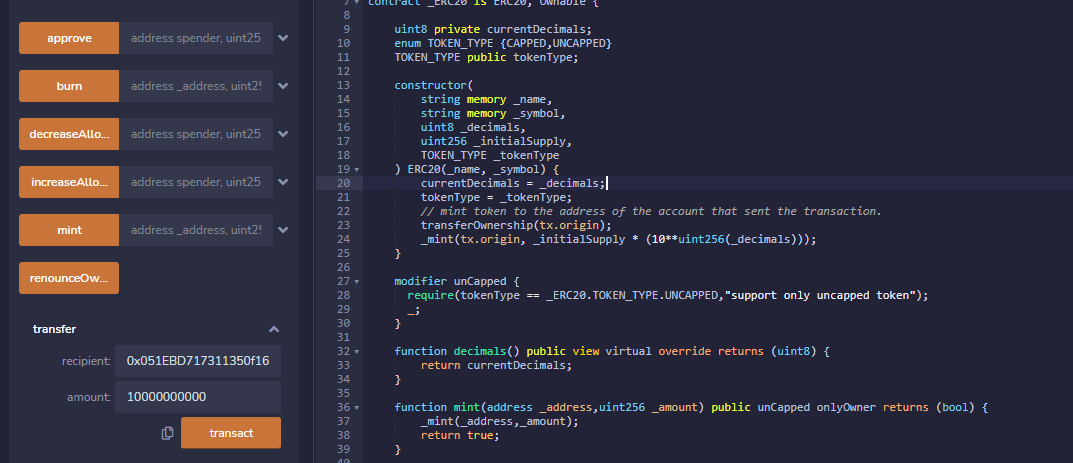 approve address spender, uint25
burn address _address, uint25
decreaseAllo... address spender, uint25
increaseAllo... address spender, uint25
mint address _address, uint25
renounceOw...
transfer
recipient: 0x051EBD717311350f16
amount: 10000000000
transact
7 contract _ERC20 is ERC20, Ownable {
8
9 uint8 private currentDecimals;
10 enum TOKEN_TYPE {CAPPED,UNCAPPED}
11 TOKEN_TYPE public tokenType;
12
13 constructor(
14 string memory _name,
15 string memory _symbol,
16 uint8 _decimals,
17 uint256 _initialSupply,
18 TOKEN_TYPE _tokenType
19 ) ERC20(_name, _symbol) {
20 currentDecimals = _decimals;
21 tokenType = _tokenType;
22 // mint token to the address of the account that sent the transaction.
23 transferOwnership(tx.origin);
24 _mint(tx.origin, _initialSupply * (10**uint256(_decimals)));
25 }
26
27 modifier unCapped {
28 require(tokenType == _ERC20.TOKEN_TYPE.UNCAPPED,"support only uncapped token");
29 _;
30 }
31
32 function decimals() public view virtual override returns (uint8) {
33 return currentDecimals;
34 }
35
36 function mint(address _address,uint256 _amount) public unCapped onlyOwner returns (bool) {
37 _mint(_address,_amount);
38 return true;
39 }
40